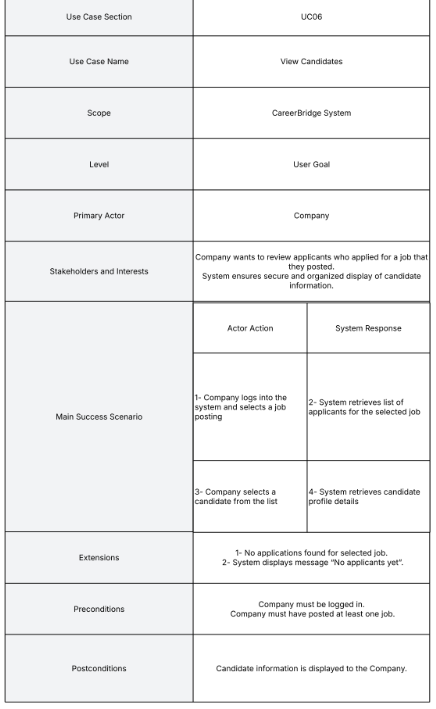 Use Case Section
UC06
Use Case Name
View Candidates
Scope
CareerBridge System
Level
User Goal
Primary Actor
Company
Stakeholders and Interests
Company wants to review applicants who applied for a job that
they posted.
System ensures secure and organized display of candidate
information.
Main Success Scenario
Actor Action
System Response
1- Company logs into the
system and selects a job
posting
2- System retrieves list of
applicants for the selected job
3- Company selects a
candidate from the list
4- System retrieves candidate
profile details
Extensions
1- No applications found for selected job.
2- System displays message "No applicants yet".
Preconditions
Company must be logged in.
Company must have posted at least one job.
Postconditions
Candidate information is displayed to the Company.